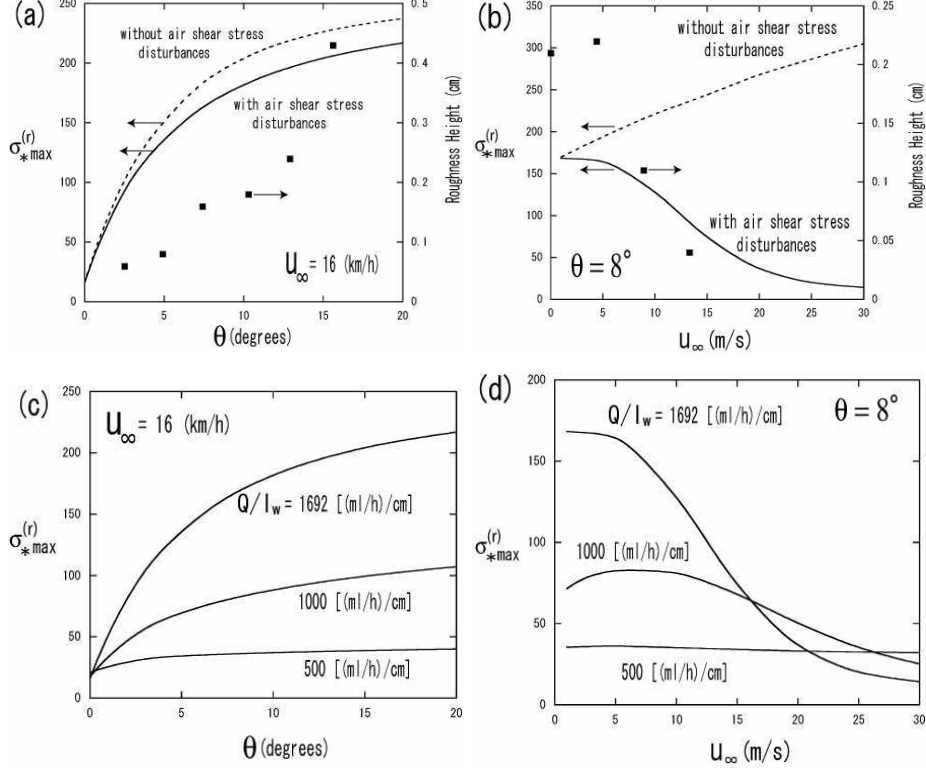 (a)
250
200
150
100
50
0
σ*max(r)
0.5
0.4
0.3
0.2
0.1
0
Roughness Height (cm)
without air shear stress
disturbances
with air shear stress
disturbances
u∞ = 16 (km/h)
0 5 10 15 20
θ (degrees)
(b)
350
300
250
200
150
100
50
0
σ*max(r)
0.25
0.2
0.15
0.1
0.05
0
Roughness Height (cm)
without air shear stress
disturbances
with air shear stress
disturbances
θ = 8°
0 5 10 15 20 25 30
u∞ (m/s)
(c)
250
200
150
100
50
0
σ*max(r)
u∞ = 16 (km/h)
Q/lw = 1692 [(ml/h)/cm]
1000 [(ml/h)/cm]
500 [(ml/h)/cm]
0 5 10 15 20
θ (degrees)
(d)
200
150
100
50
0
σ*max(r)
Q/lw = 1692 [(ml/h)/cm]
θ = 8°
1000 [(ml/h)/cm]
500 [(ml/h)/cm]
0 5 10 15 20 25 30
u∞ (m/s)